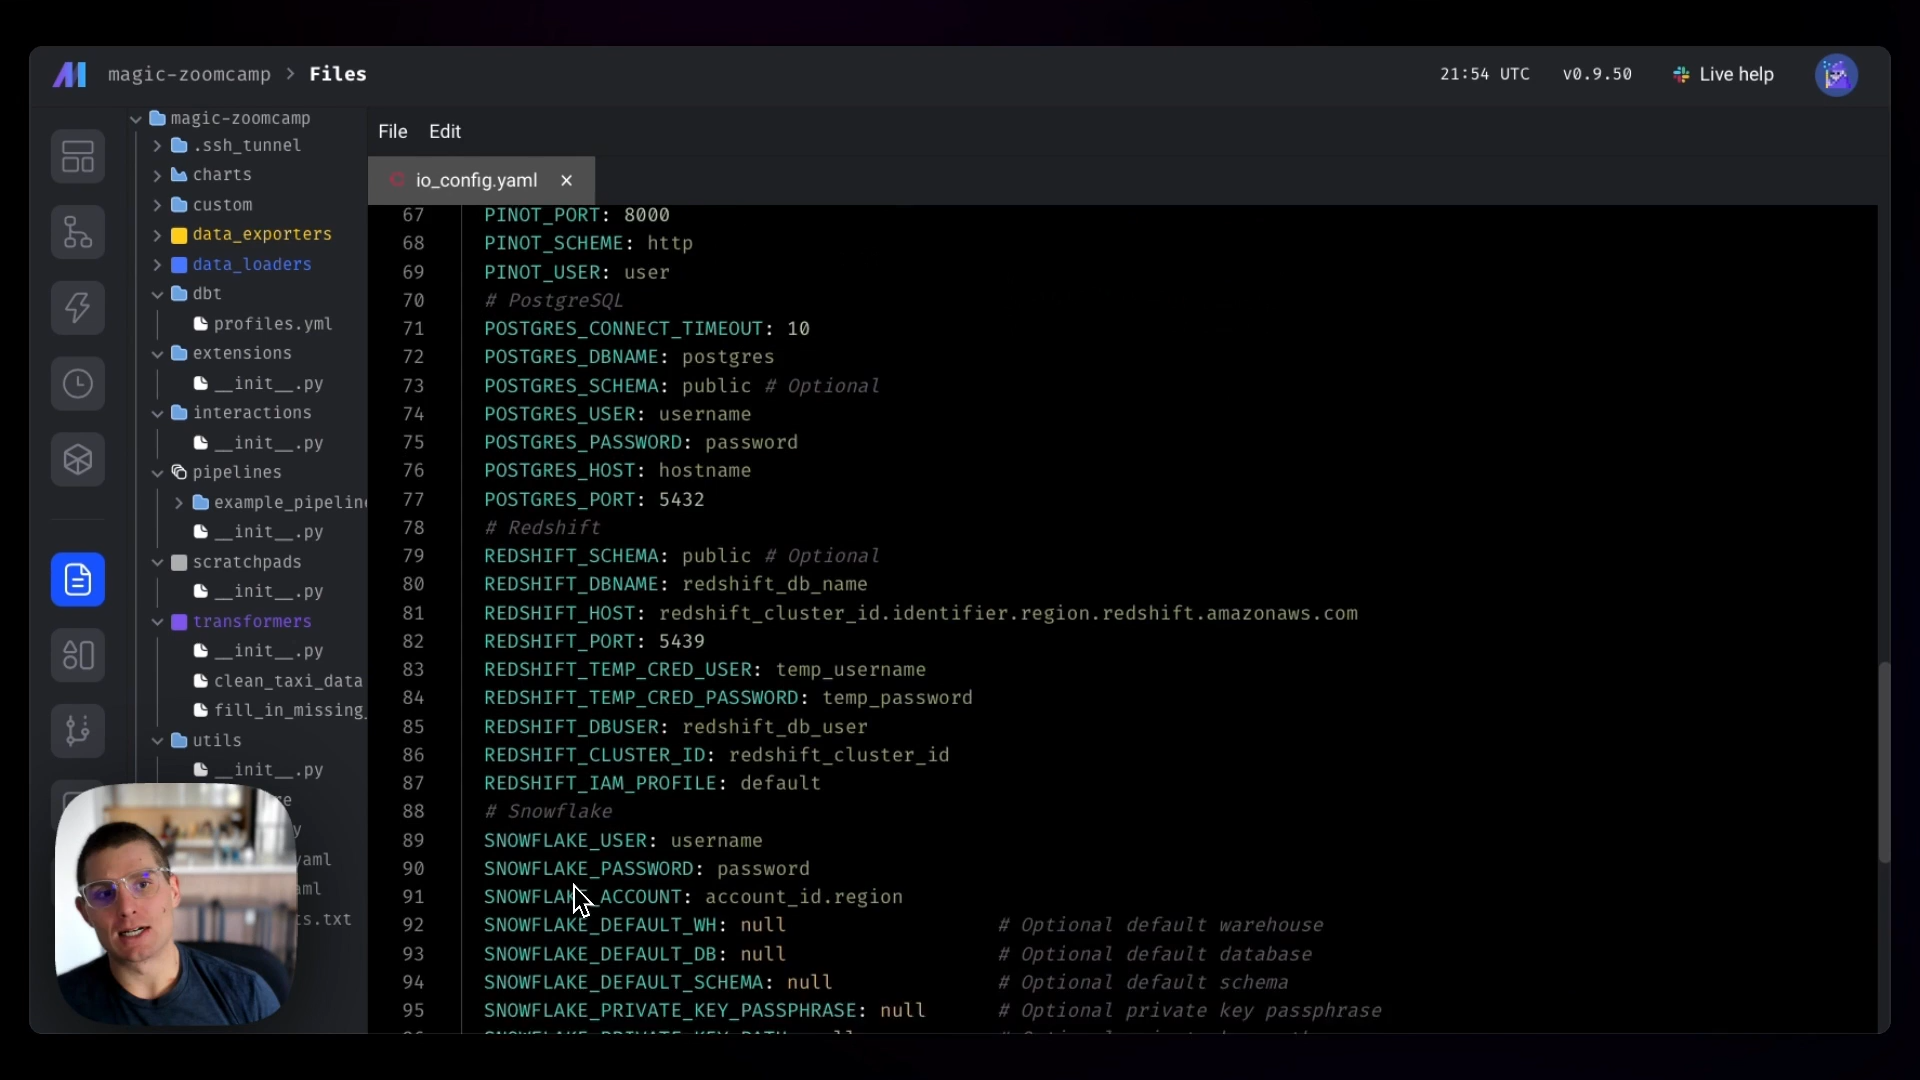 magic-zoomcamp > Files
21:54 UTC
v0.9.50
Live help
magic-zoomcamp
.ssh_tunnel
charts
custom
data_exporters
data_loaders
dbt
profiles.yml
extensions
__init__.py
interactions
__init__.py
pipelines
example_pipeline
__init__.py
scratchpads
__init__.py
transformers
__init__.py
clean_taxi_data
fill_in_missing_
utils
__init__.py
File Edit
io_config.yaml ×
67 PINOT_PORT: 8000
68 PINOT_SCHEME: http
69 PINOT_USER: user
70 # PostgreSQL
71 POSTGRES_CONNECT_TIMEOUT: 10
72 POSTGRES_DBNAME: postgres
73 POSTGRES_SCHEMA: public # Optional
74 POSTGRES_USER: username
75 POSTGRES_PASSWORD: password
76 POSTGRES_HOST: hostname
77 POSTGRES_PORT: 5432
78 # Redshift
79 REDSHIFT_SCHEMA: public # Optional
80 REDSHIFT_DBNAME: redshift_db_name
81 REDSHIFT_HOST: redshift_cluster_id.identifier.region.redshift.amazonaws.com
82 REDSHIFT_PORT: 5439
83 REDSHIFT_TEMP_CRED_USER: temp_username
84 REDSHIFT_TEMP_CRED_PASSWORD: temp_password
85 REDSHIFT_DBUSER: redshift_db_user
86 REDSHIFT_CLUSTER_ID: redshift_cluster_id
87 REDSHIFT_IAM_PROFILE: default
88 # Snowflake
89 SNOWFLAKE_USER: username
90 SNOWFLAKE_PASSWORD: password
91 SNOWFLAKE_ACCOUNT: account_id.region
92 SNOWFLAKE_DEFAULT_WH: null # Optional default warehouse
93 SNOWFLAKE_DEFAULT_DB: null # Optional default database
94 SNOWFLAKE_DEFAULT_SCHEMA: null # Optional default schema
95 SNOWFLAKE_PRIVATE_KEY_PASSPHRASE: null # Optional private key passphrase